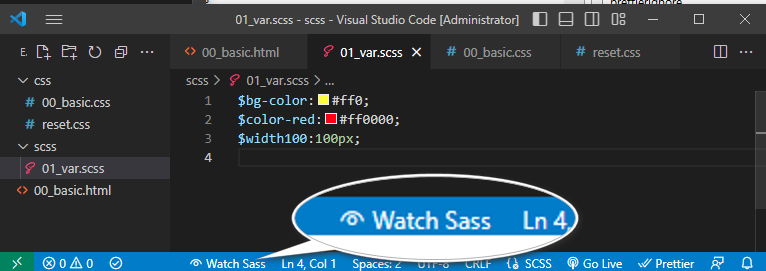 prettierignore
01_var.scss - scss - Visual Studio Code [Administrator]
E.
00_basic.html
01_var.scss
00_basic.css
reset.css
css
00_basic.css
reset.css
scss
01_var.scss
00_basic.html
scss > 01_var.scss > ...
1 $bg-color: #ff0;
2 $color-red: #ff0000;
3 $width100:100px;
4
Watch Sass Ln 4,
0 0 Watch Sass Ln 4, Col 1 Spaces: 2 UTF-8 CRLF {} SCSS Go Live Prettier